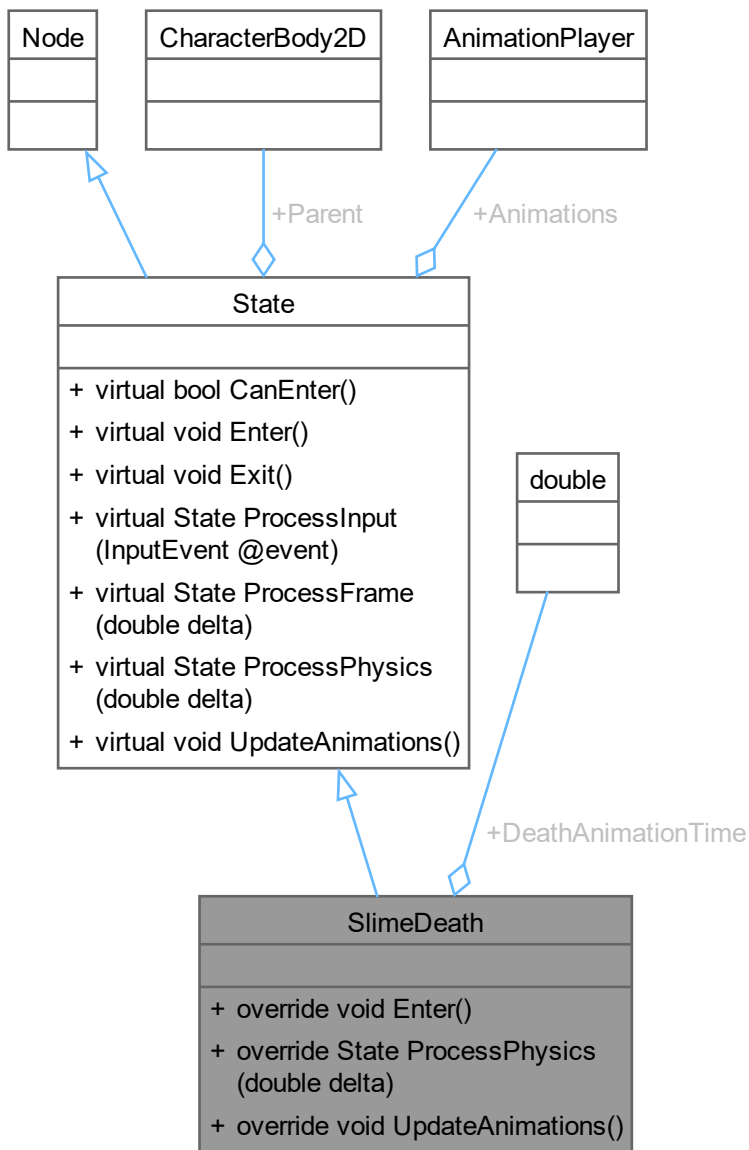 Node
CharacterBody2D
AnimationPlayer
+Parent
+Animations
State
+ virtual bool CanEnter()
+ virtual void Enter()
+ virtual void Exit()
+ virtual State ProcessInput
(InputEvent @event)
+ virtual State ProcessFrame
(double delta)
+ virtual State ProcessPhysics
(double delta)
+ virtual void UpdateAnimations()
double
+DeathAnimationTime
SlimeDeath
+ override void Enter()
+ override State ProcessPhysics
(double delta)
+ override void UpdateAnimations()